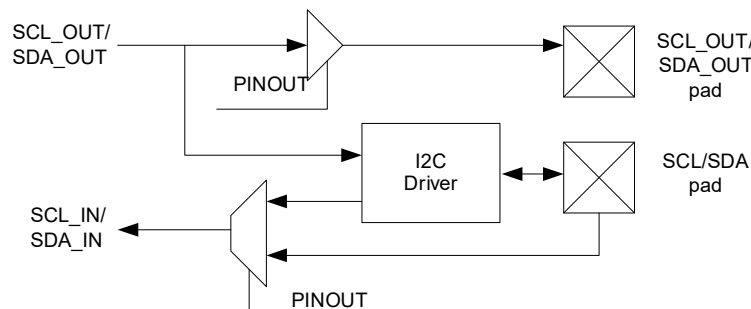 SCL_OUT/
SDA_OUT
PINOUT
SCL_OUT/
SDA_OUT
pad
I2C
Driver
SCL/SDA
pad
SCL_IN/
SDA_IN
PINOUT